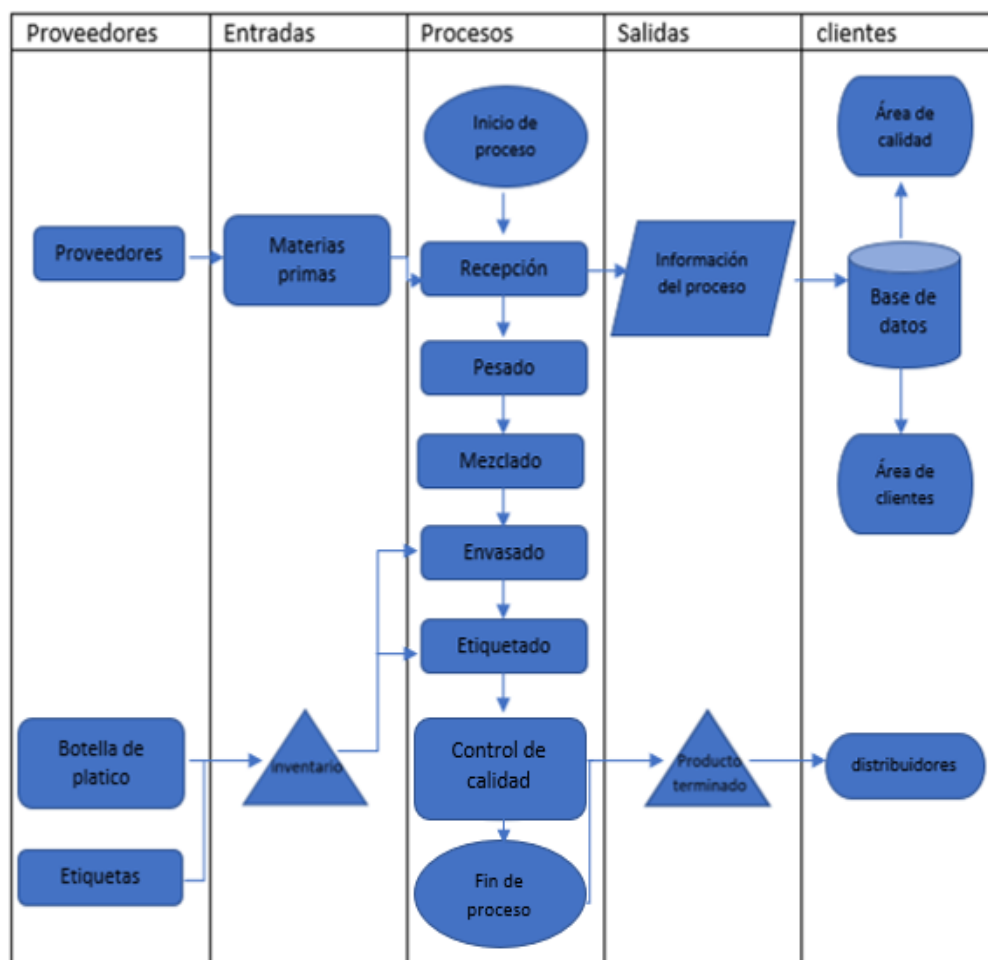 Proveedores
Entradas
Procesos
Salidas
clientes
Inicio de
proceso
Área de
calidad
Proveedores
Materias
primas
Recepción
Información
del proceso
Base de
datos
Pesado
Mezclado
Área de
clientes
Envasado
Etiquetado
Botella de
platico
Inventario
Control de
calidad
Producto
terminado
distribuidores
Etiquetas
Fin de
proceso